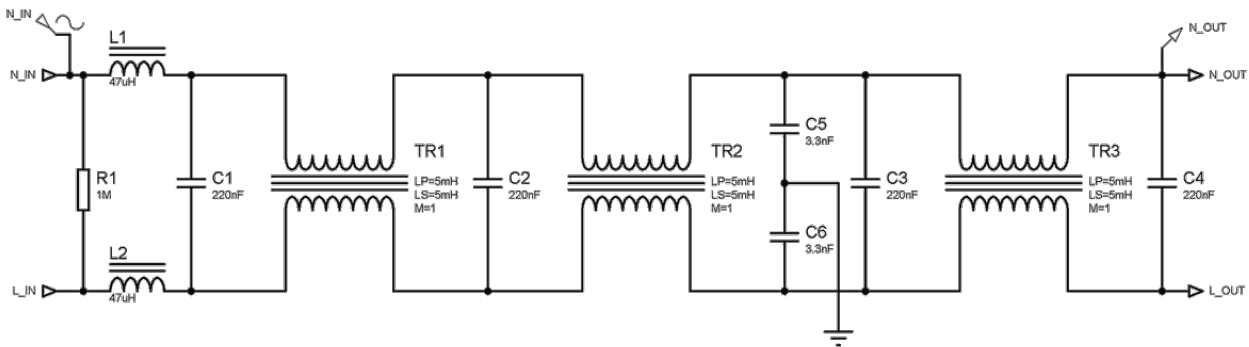 N_IN
N_IN
L1
47uH
R1
1M
L2
47uH
L_IN
C1
220nF
TR1
LP=5mH
LS=5mH
M=1
C2
220nF
TR2
LP=5mH
LS=5mH
M=1
C5
3,3nF
C6
3,3nF
C3
220nF
TR3
LP=5mH
LS=5mH
M=1
C4
220nF
N_OUT
N_OUT
L_OUT